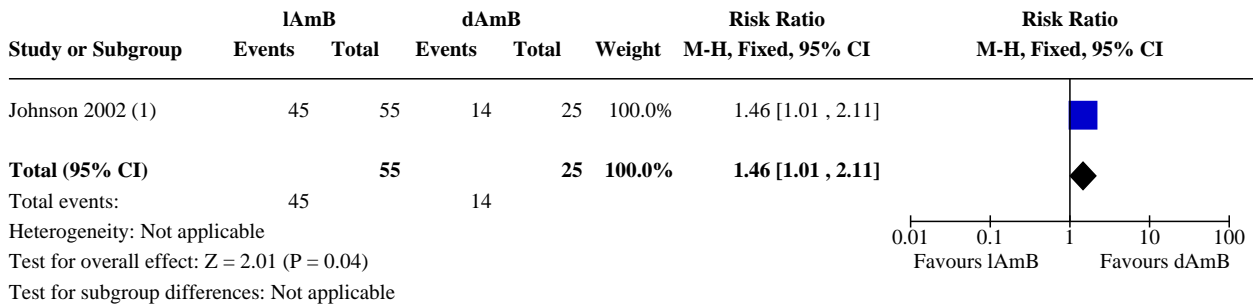 lAmB dAmB Risk Ratio Risk Ratio
Study or Subgroup Events Total Events Total Weight M-H, Fixed, 95% CI M-H, Fixed, 95% CI
Johnson 2002 (1) 45 55 14 25 100.0% 1.46 [1.01 , 2.11]
Total (95% CI) 55 25 100.0% 1.46 [1.01 , 2.11]
Total events: 45 14
Heterogeneity: Not applicable
0.01 0.1 1 10 100
Test for overall effect: Z = 2.01 (P = 0.04)
Favours lAmB Favours dAmB
Test for subgroup differences: Not applicable